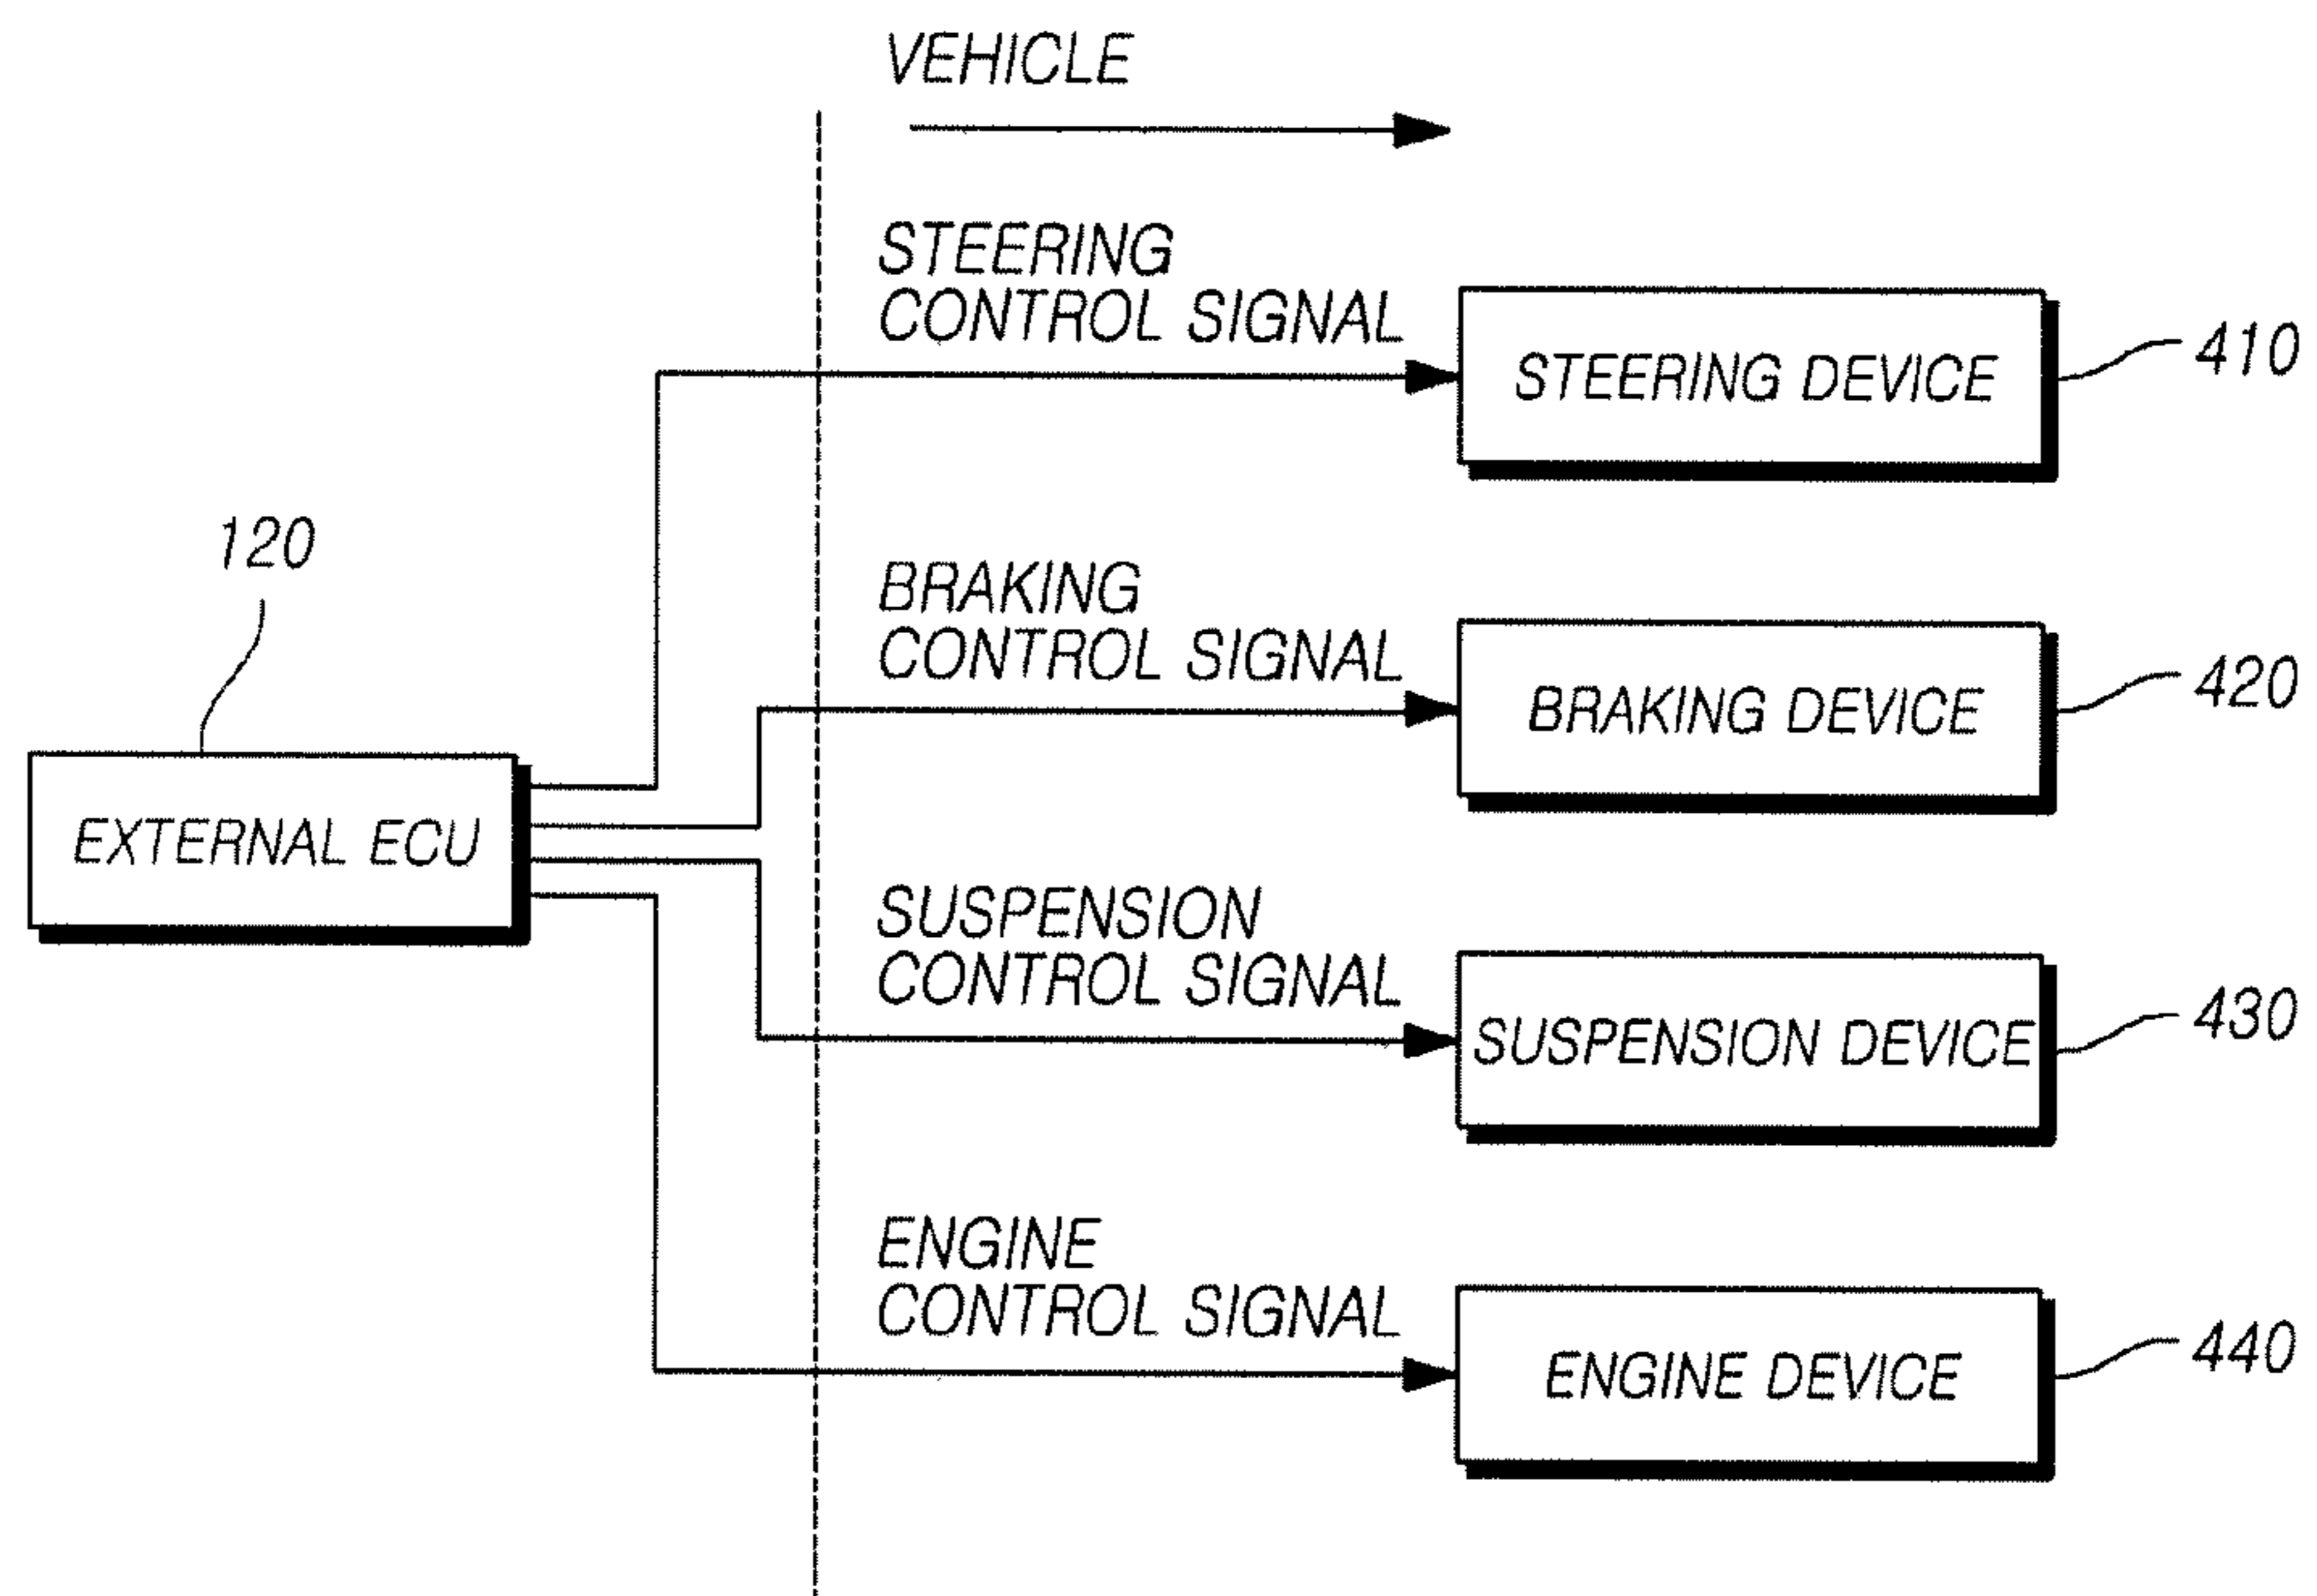 VEHICLE
STEERING
CONTROL SIGNAL
STEERING DEVICE
410
120
BRAKING
CONTROL SIGNAL
BRAKING DEVICE
420
EXTERNAL ECU
SUSPENSION
CONTROL SIGNAL
SUSPENSION DEVICE
430
ENGINE
CONTROL SIGNAL
ENGINE DEVICE
440